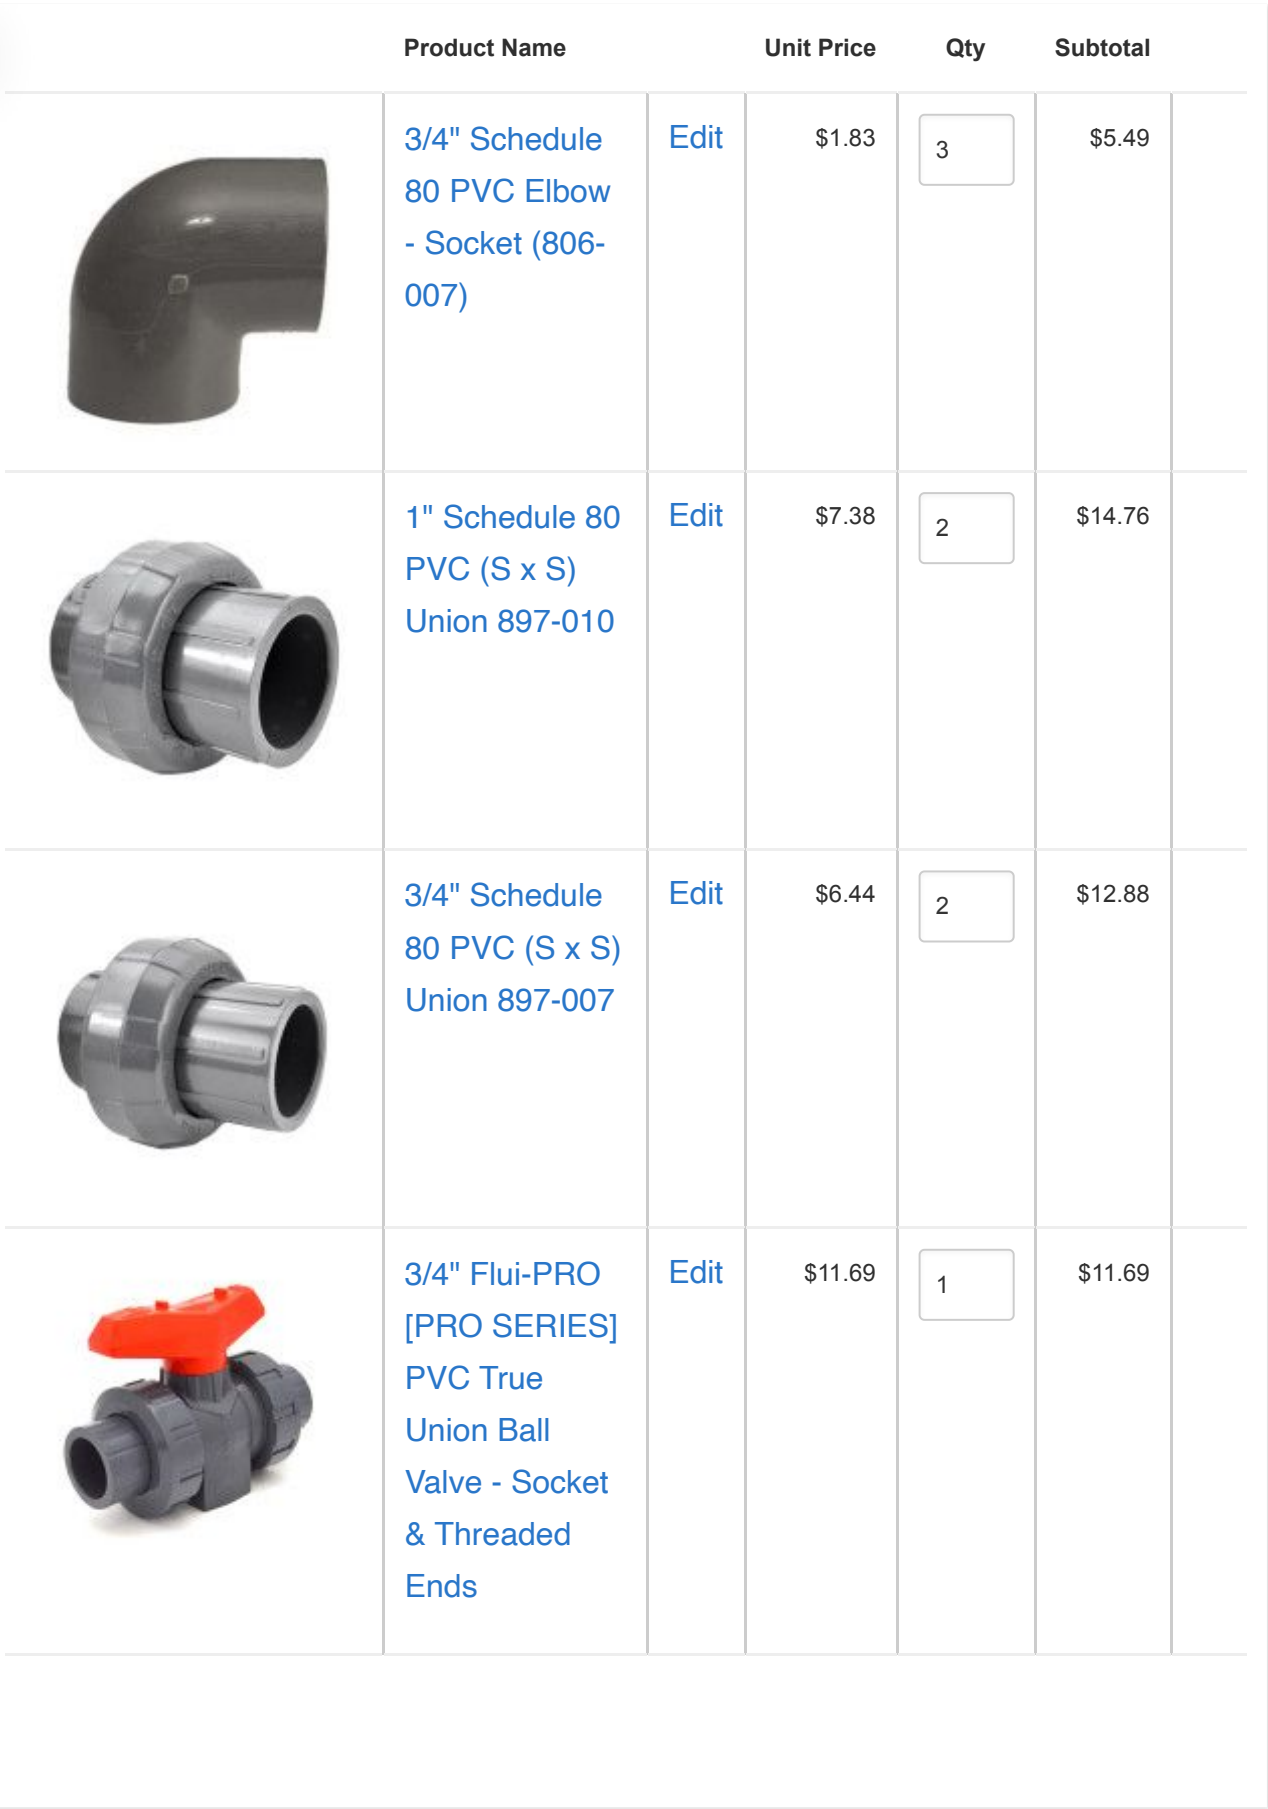 Product Name Unit Price Qty Subtotal
3/4" Schedule Edit $1.83 3 $5.49
80 PVC Elbow
- Socket (806-
007)
1" Schedule 80 Edit $7.38 2 $14.76
PVC (S x S)
Union 897-010
3/4" Schedule Edit $6.44 2 $12.88
80 PVC (S x S)
Union 897-007
3/4" Flui-PRO Edit $11.69 1 $11.69
[PRO SERIES]
PVC True
Union Ball
Valve - Socket
& Threaded
Ends